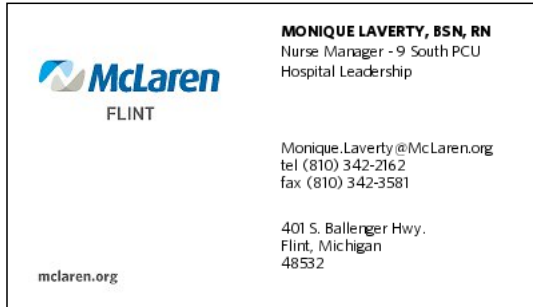 McLaren
FLINT
mclaren.org
MONIQUE LAVERTY, BSN, RN
Nurse Manager - 9 South PCU
Hospital Leadership
Monique.Laverty@McLaren.org
tel (810) 342-2162
fax (810) 342-3581
401 S. Ballenger Hwy.
Flint, Michigan
48532